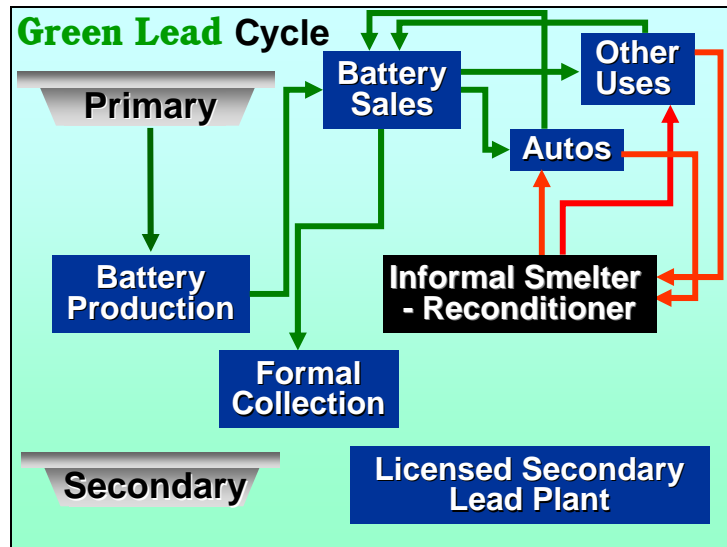 Green Lead Cycle
Primary
Battery
Sales
Other
Uses
Autos
Battery
Production
Informal Smelter
- Reconditioner
Formal
Collection
Secondary
Licensed Secondary
Lead Plant